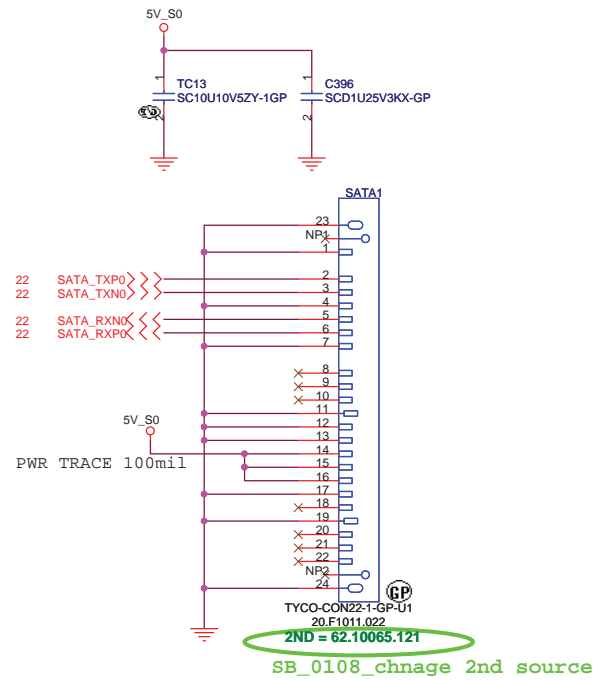 5V_S0
1
TC13
SC10U10V5ZY-1GP
2
1
C396
SCD1U25V3KX-GP
2
SATA1
23
NP1
1
22 SATA_TXP0 2
22 SATA_TXN0 3
4
22 SATA_RXN0 5
22 SATA_RXP0 6
7
8
9
10
11
5V_S0
12
13
14
PWR TRACE 100mil
15
16
17
18
19
20
21
22
NP2
24
GP
TYCO-CON22-1-GP-U1
20.F1011.022
2ND = 62.10065.121
SB_0108_chnage 2nd source